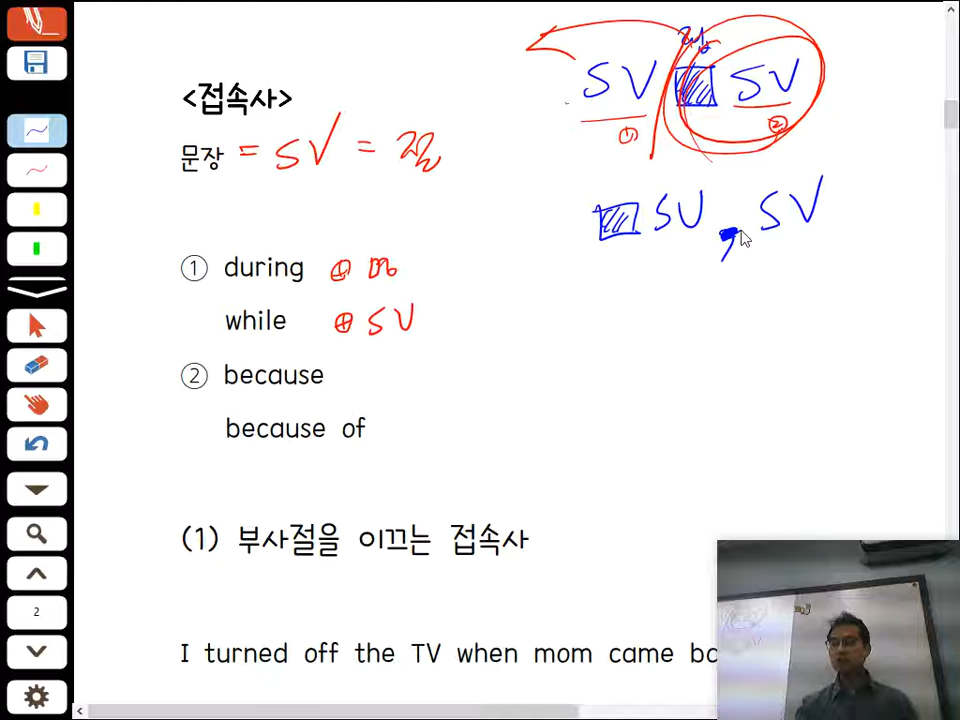 접
SV SV
① ②
<접속사>
문장 = SV = 절
SV , SV
① during ⊕ n
while ⊕ SV
② because
because of
(1) 부사절을 이끄는 접속사
2
I turned off the TV when mom came